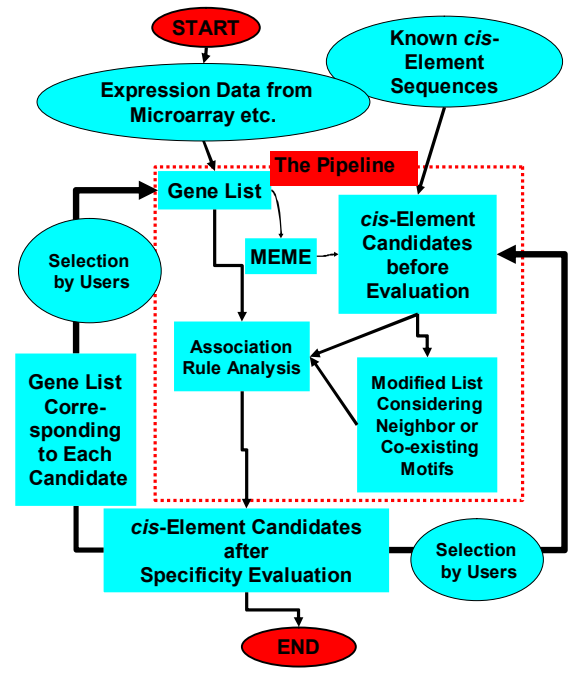 START
Known cis-
Element
Sequences
Expression Data from
Microarray etc.
The Pipeline
Gene List
cis-Element
Candidates
before
Evaluation
MEME
Selection
by Users
Association
Rule Analysis
Modified List
Considering
Neighbor or
Co-existing
Motifs
Gene List
Corre-
sponding
to Each
Candidate
cis-Element Candidates
after
Specificity Evaluation
Selection
by Users
END